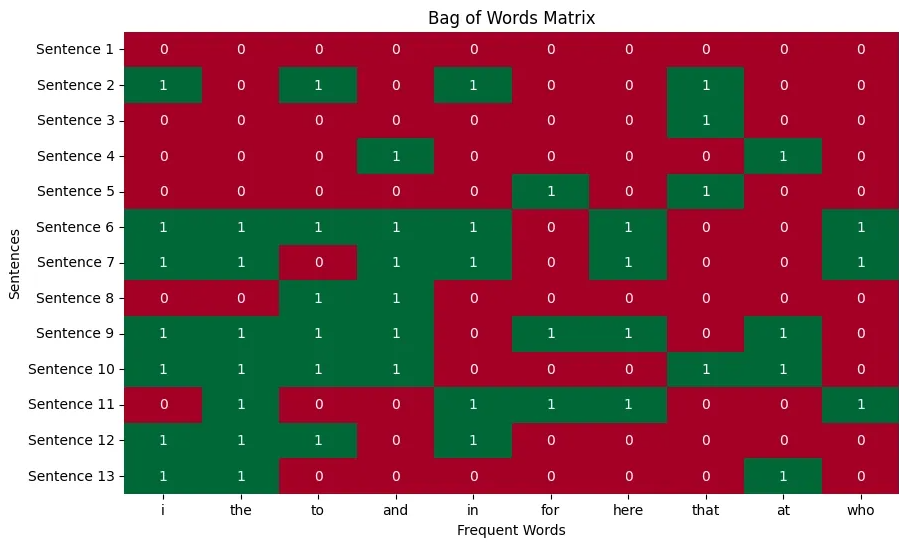 Bag of Words Matrix
Sentence 1 0 0 0 0 0 0 0 0 0 0
Sentence 2 1 0 1 0 1 0 0 1 0 0
Sentence 3 0 0 0 0 0 0 0 1 0 0
Sentence 4 0 0 0 1 0 0 0 0 1 0
Sentence 5 0 0 0 0 0 1 0 1 0 0
Sentence 6 1 1 1 1 1 0 1 0 0 1
Sentence 7 1 1 0 1 1 0 1 0 0 1
Sentence 8 0 0 1 1 0 0 0 0 0 0
Sentence 9 1 1 1 1 0 1 1 0 1 0
Sentence 10 1 1 1 1 0 0 0 1 1 0
Sentence 11 0 1 0 0 1 1 1 0 0 1
Sentence 12 1 1 1 0 1 0 0 0 0 0
Sentence 13 1 1 0 0 0 0 0 0 1 0
Sentences
i the to and in for here that at who
Frequent Words